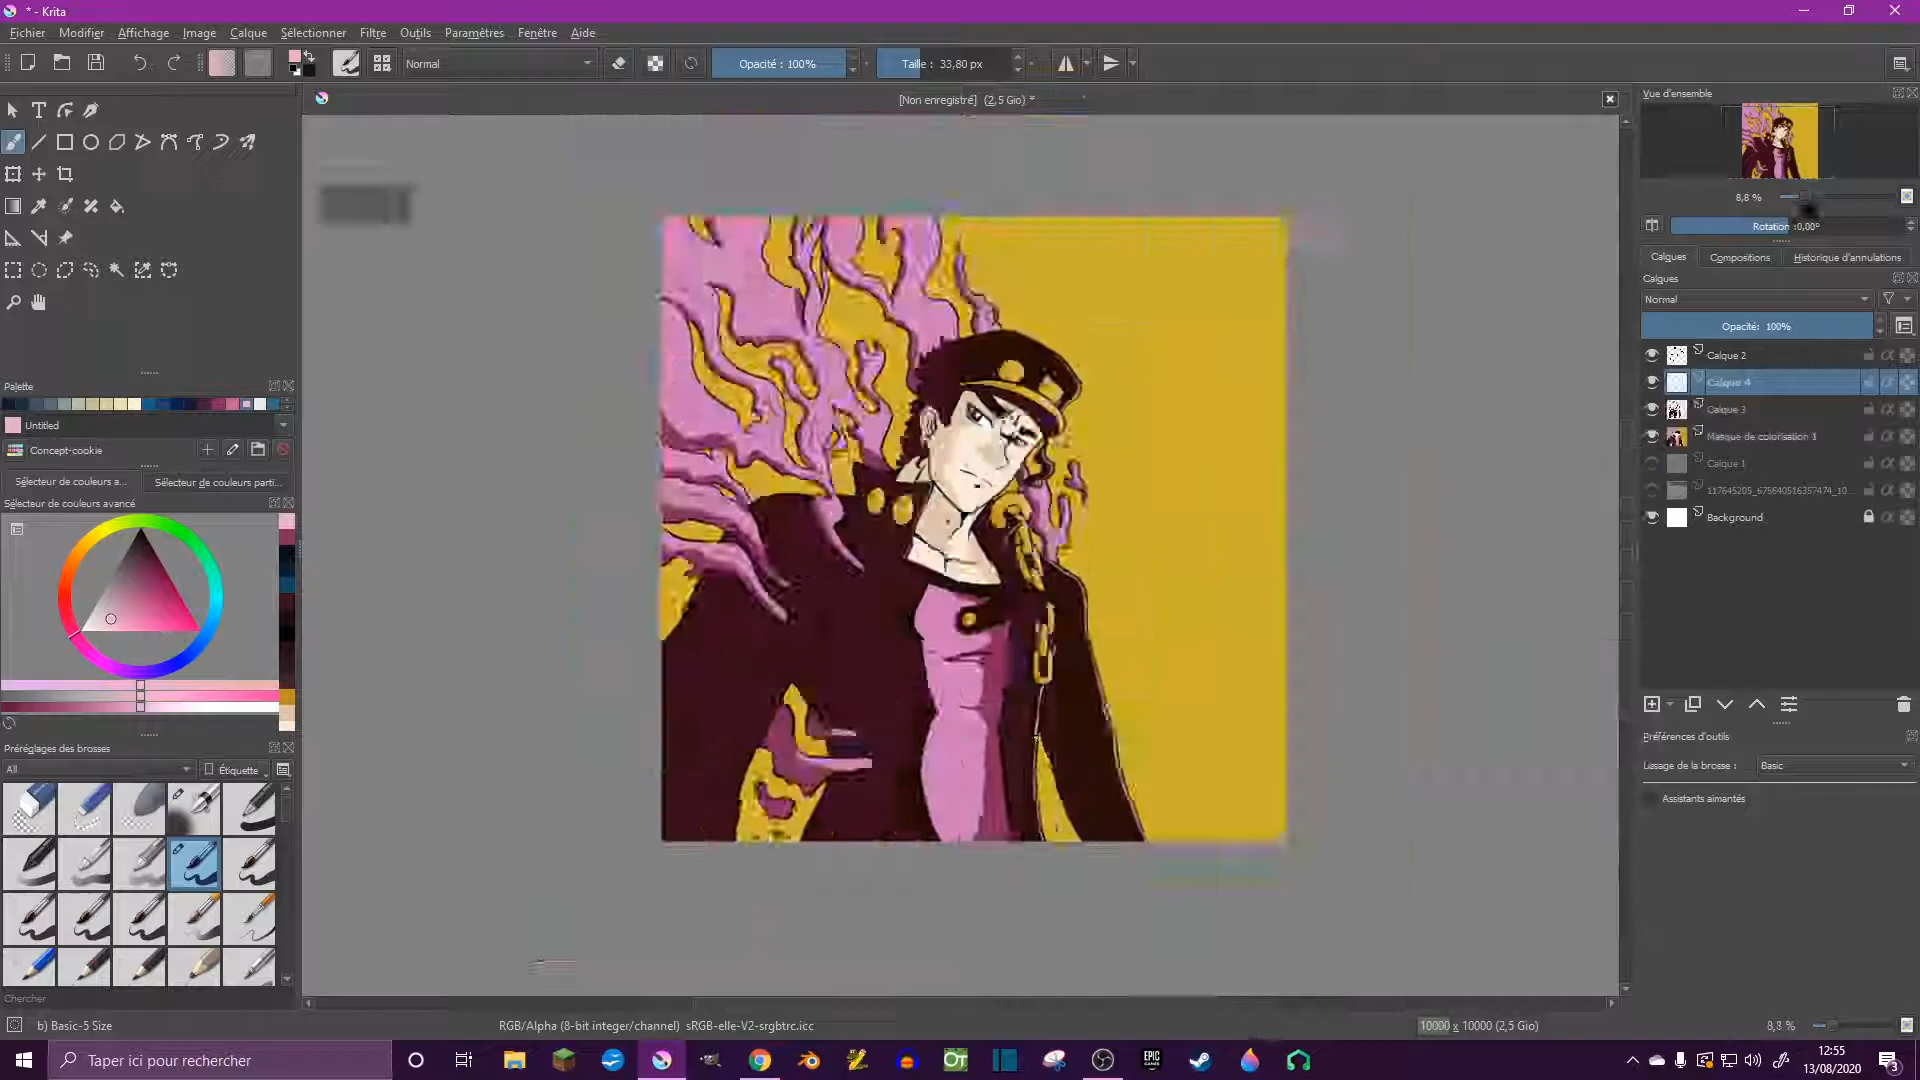 * - Krita
Fichier Modifier Affichage Image Calque Sélectionner Filtre Outils Paramètres Fenêtre Aide
Normal Opacité : 100% Taille : 33,80 px
[Non enregistré] (2,5 Gio) *
Vue d'ensemble
8,8 %
Rotation :0,00°
Calques Compositions Historique d'annulations
Calques
Normal
Opacité: 100%
Calque 2
Calque 4
Calque 3
Masque de colorisation 1
Calque 1
117645205_675640516357474_10...
Background
Préférences d'outils
Lissage de la brosse : Basic
Assistants aimantés
Palette
Untitled
Concept-cookie
Sélecteur de couleurs a... Sélecteur de couleurs parti...
Sélecteur de couleurs avancé
Préréglages des brosses
All Étiquette
Chercher
b) Basic-5 Size RGB/Alpha (8-bit integer/channel) sRGB-elle-V2-srgbtrc.icc 10000 x 10000 (2,5 Gio) 8,8 %
Taper ici pour rechercher
OT
EPIC
GAMES
12:55
13/08/2020
3